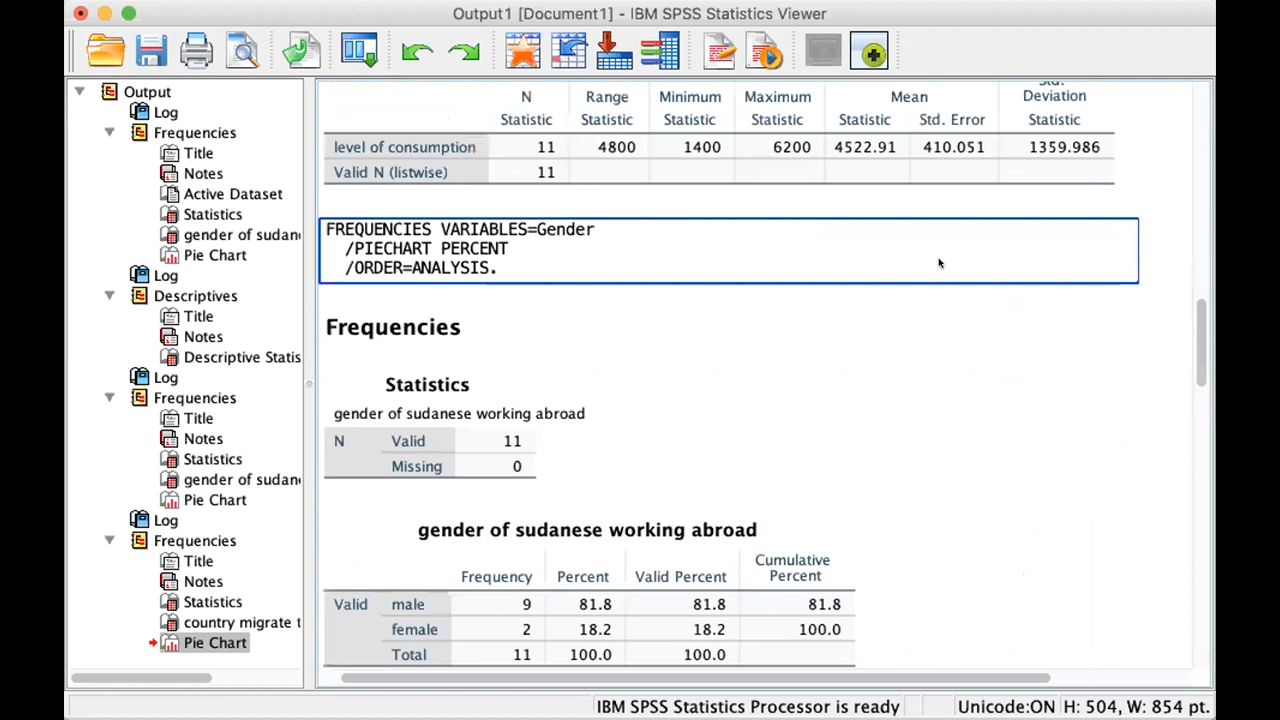 Output1 [Document1] - IBM SPSS Statistics Viewer
Output
Log
Frequencies
Title
Notes
Active Dataset
Statistics
gender of sudan
Pie Chart
Log
Descriptives
Title
Notes
Descriptive Statis
Log
Frequencies
Title
Notes
Statistics
gender of sudan
Pie Chart
Log
Frequencies
Title
Notes
Statistics
country migrate t
Pie Chart
N Range Minimum Maximum Mean Std. Deviation
Statistic Statistic Statistic Statistic Statistic Std. Error Statistic
level of consumption 11 4800 1400 6200 4522.91 410.051 1359.986
Valid N (listwise) 11
FREQUENCIES VARIABLES=Gender
/PIECHART PERCENT
/ORDER=ANALYSIS.
Frequencies
Statistics
gender of sudanese working abroad
N Valid 11
Missing 0
gender of sudanese working abroad
Frequency Percent Valid Percent Cumulative Percent
Valid male 9 81.8 81.8 81.8
female 2 18.2 18.2 100.0
Total 11 100.0 100.0
IBM SPSS Statistics Processor is ready Unicode:ON H: 504, W: 854 pt.